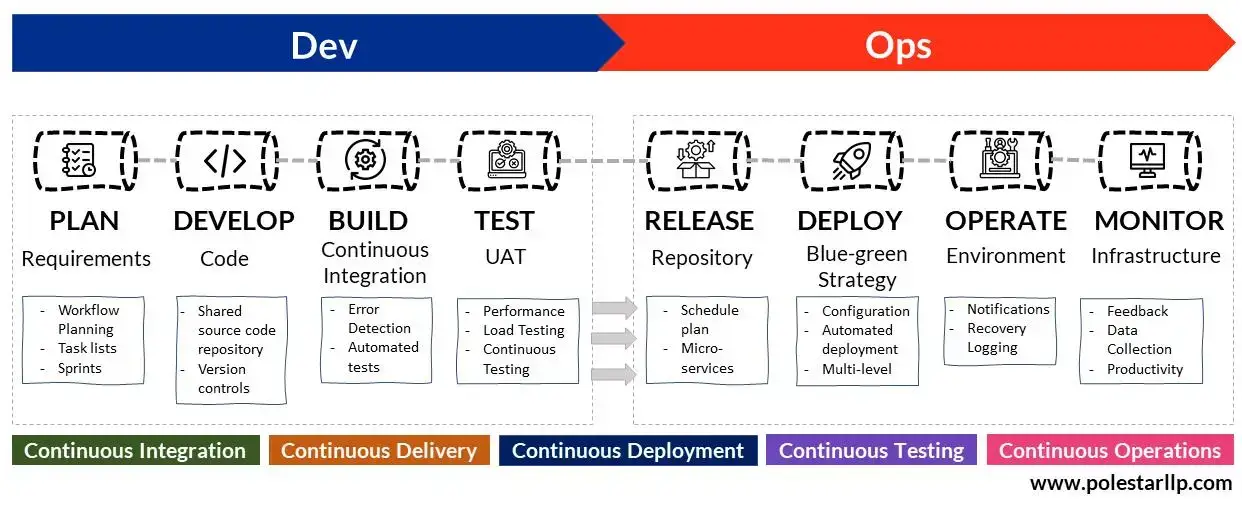 Dev
Ops
PLAN
Requirements
- Workflow
Planning
- Task lists
- Sprints
DEVELOP
Code
- Shared
source code
repository
- Version
controls
BUILD
Continuous
Integration
- Error
Detection
- Automated
tests
TEST
UAT
- Performance
- Load Testing
- Continuous
Testing
RELEASE
Repository
- Schedule
plan
- Micro-
services
DEPLOY
Blue-green
Strategy
- Configuration
- Automated
deployment
- Multi-level
OPERATE
Environment
- Notifications
- Recovery
Logging
MONITOR
Infrastructure
- Feedback
- Data
Collection
- Productivity
Continuous Integration
Continuous Delivery
Continuous Deployment
Continuous Testing
Continuous Operations
www.polestarllp.com